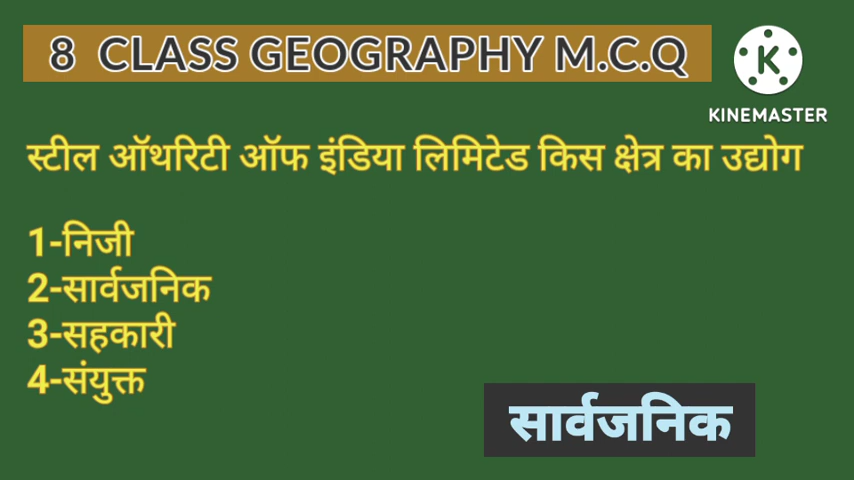 8 CLASS GEOGRAPHY M.C.Q
K
KINEMASTER
स्टील ऑथरिटी ऑफ इंडिया लिमिटेड किस क्षेत्र का उद्योग
1-निजी
2-सार्वजनिक
3-सहकारी
4-संयुक्त
सार्वजनिक